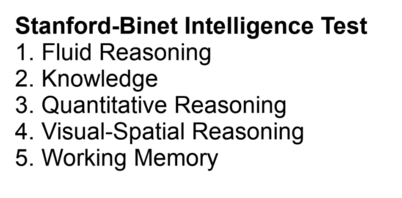 Stanford-Binet Intelligence Test
1. Fluid Reasoning
2. Knowledge
3. Quantitative Reasoning
4. Visual-Spatial Reasoning
5. Working Memory